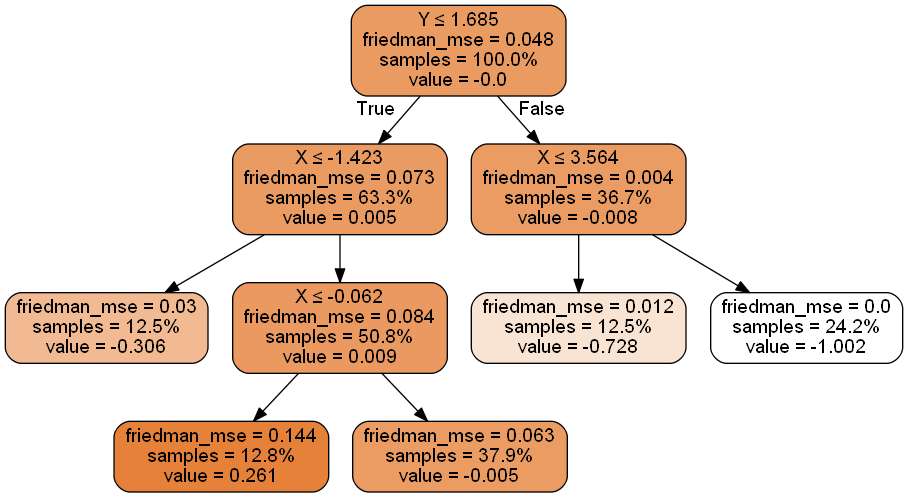 Y ≤ 1.685
friedman_mse = 0.048
samples = 100.0%
value = -0.0
True
False
X ≤ -1.423
friedman_mse = 0.073
samples = 63.3%
value = 0.005
X ≤ 3.564
friedman_mse = 0.004
samples = 36.7%
value = -0.008
friedman_mse = 0.03
samples = 12.5%
value = -0.306
X ≤ -0.062
friedman_mse = 0.084
samples = 50.8%
value = 0.009
friedman_mse = 0.012
samples = 12.5%
value = -0.728
friedman_mse = 0.0
samples = 24.2%
value = -1.002
friedman_mse = 0.144
samples = 12.8%
value = 0.261
friedman_mse = 0.063
samples = 37.9%
value = -0.005